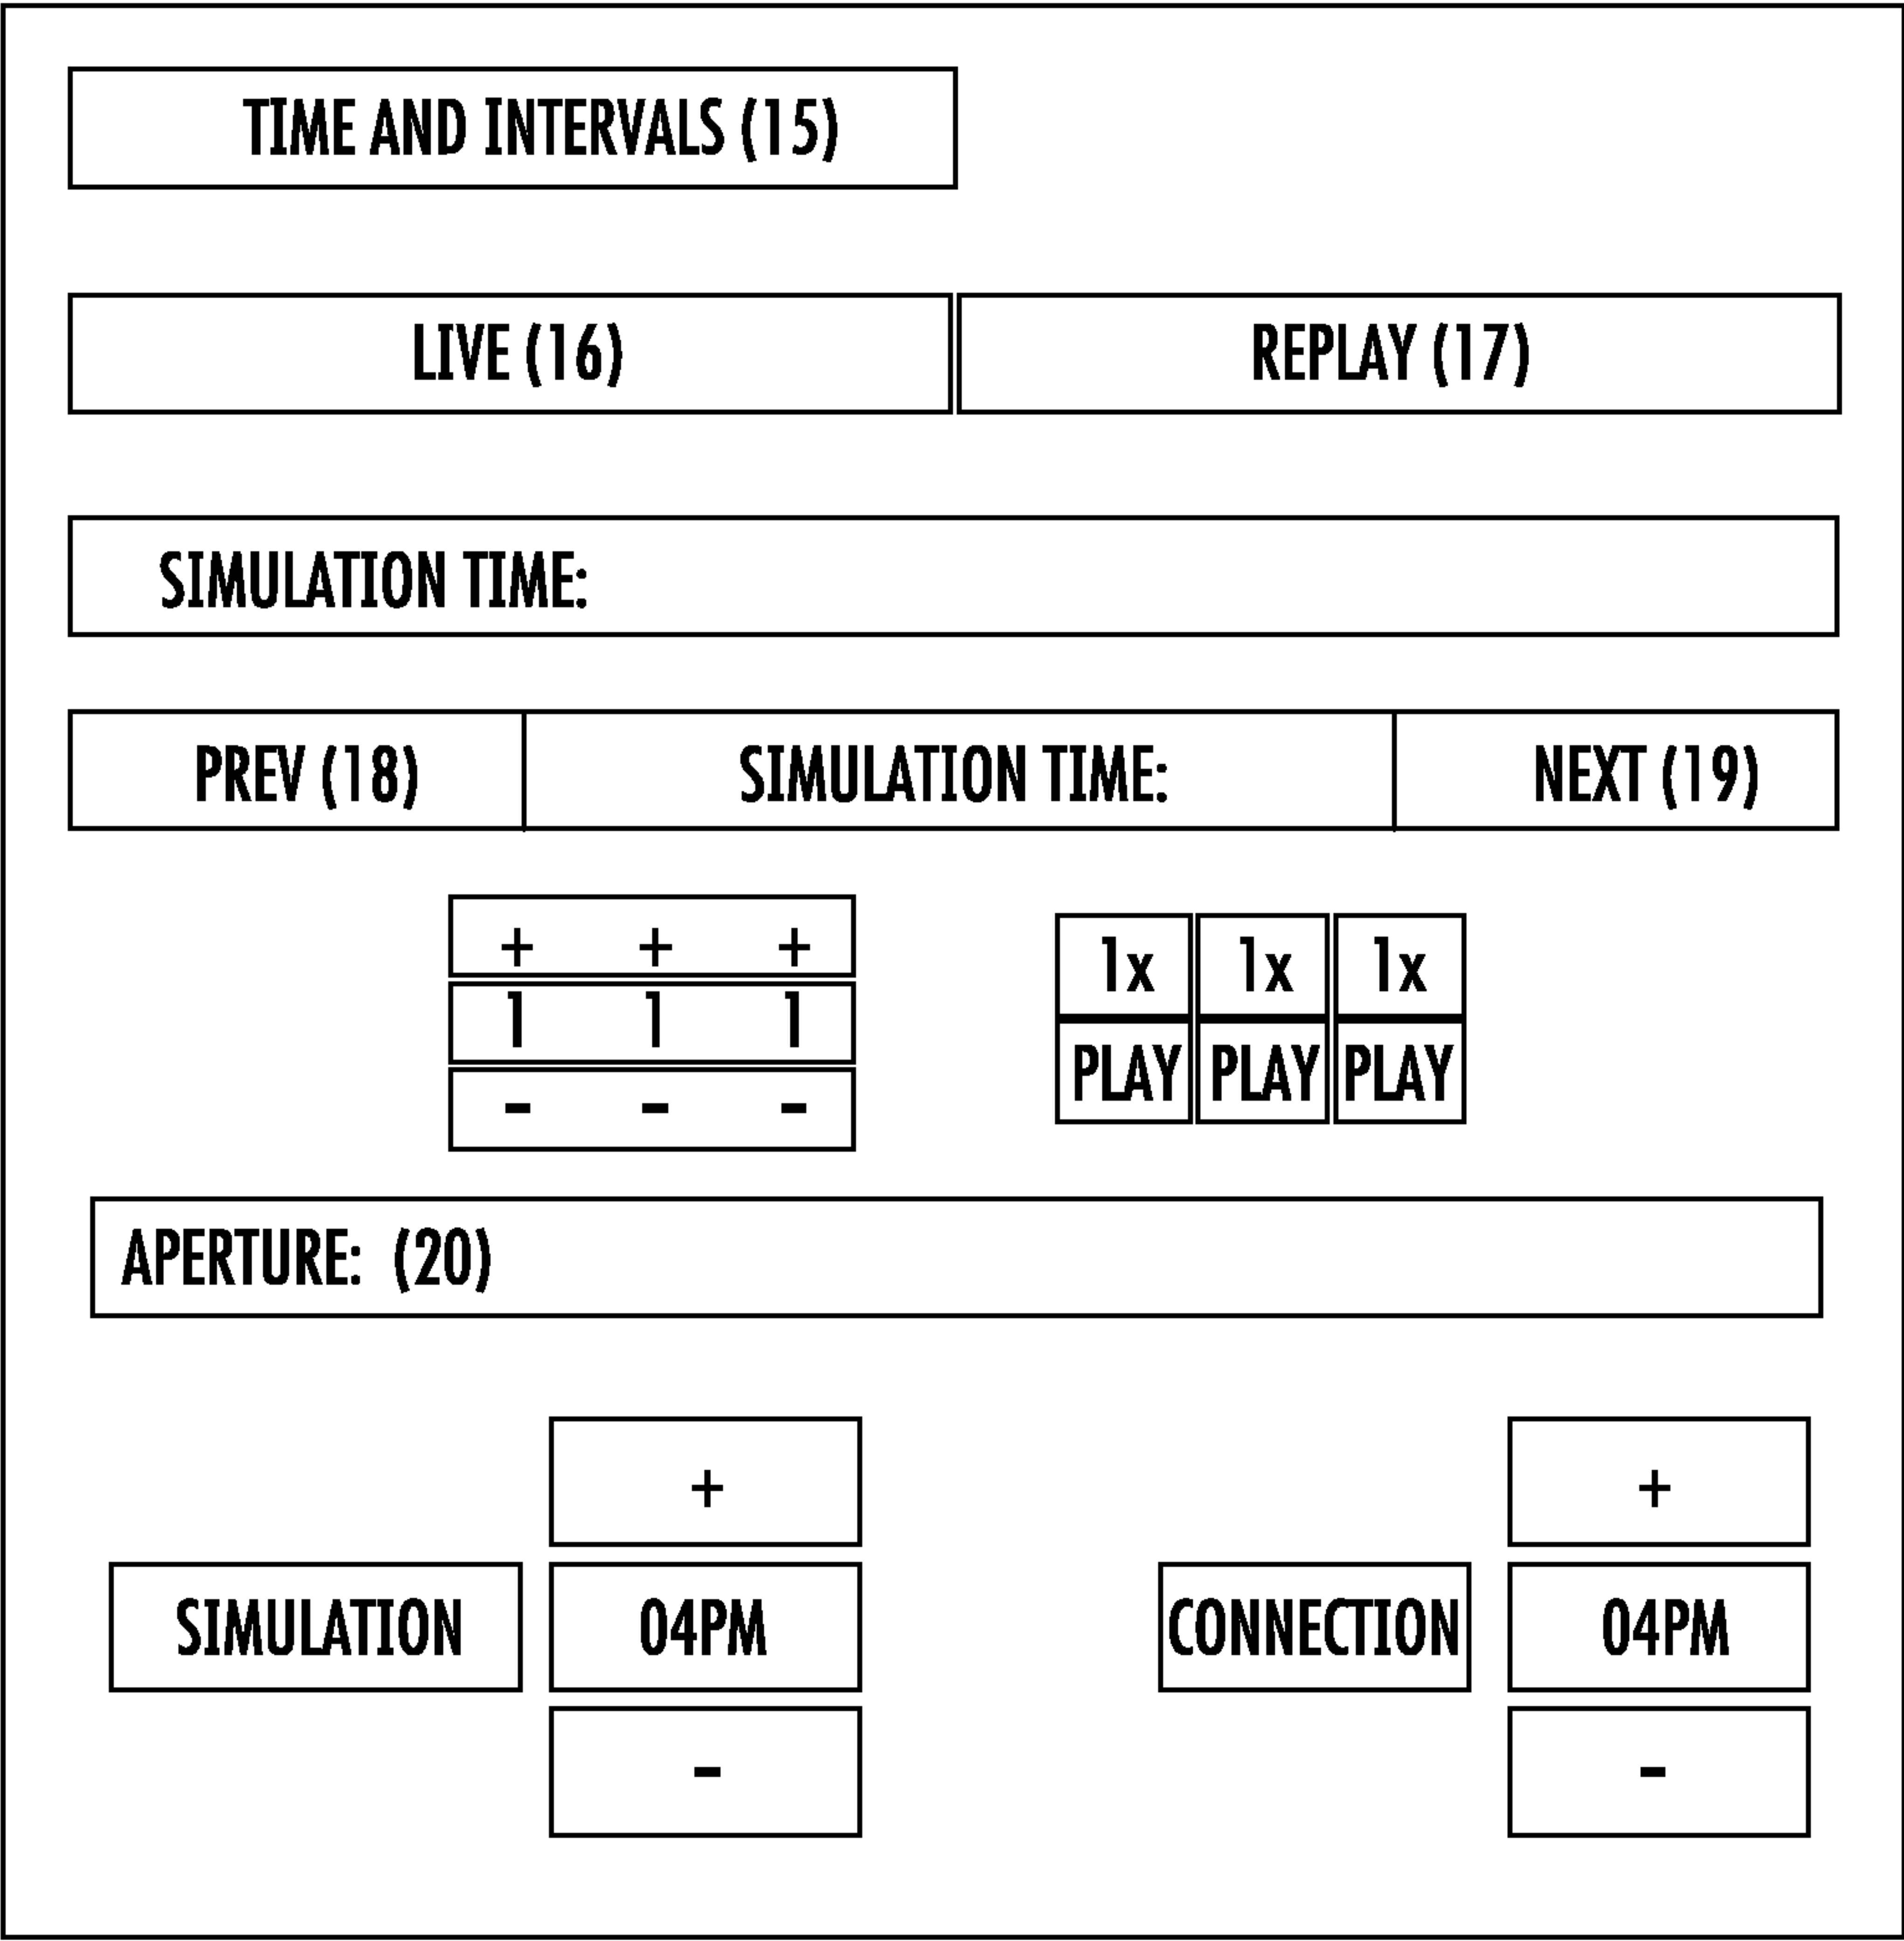 TIME AND INTERVALS (15)
LIVE (16) REPLAY (17)
SIMULATION TIME:
PREV (18) SIMULATION TIME: NEXT (19)
+ + +
1 1 1
- - -
1x 1x 1x
PLAY PLAY PLAY
APERTURE: (20)
+ +
SIMULATION 04PM CONNECTION 04PM
- -